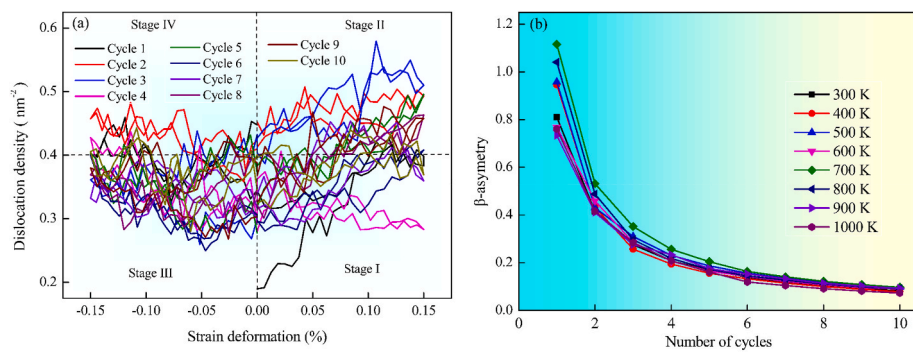 (a)
Stage IV
Stage II
Cycle 1
Cycle 2
Cycle 3
Cycle 4
Cycle 5
Cycle 6
Cycle 7
Cycle 8
Cycle 9
Cycle 10
Stage III
Stage I
0.6
0.5
0.4
0.3
0.2
Dislocation density ( nm⁻²)
-0.15 -0.10 -0.05 0.00 0.05 0.10 0.15
Strain deformation (%)
(b)
1.2
1.0
0.8
0.6
0.4
0.2
0.0
β-asymmetry
300 K
400 K
500 K
600 K
700 K
800 K
900 K
1000 K
0 2 4 6 8 10
Number of cycles